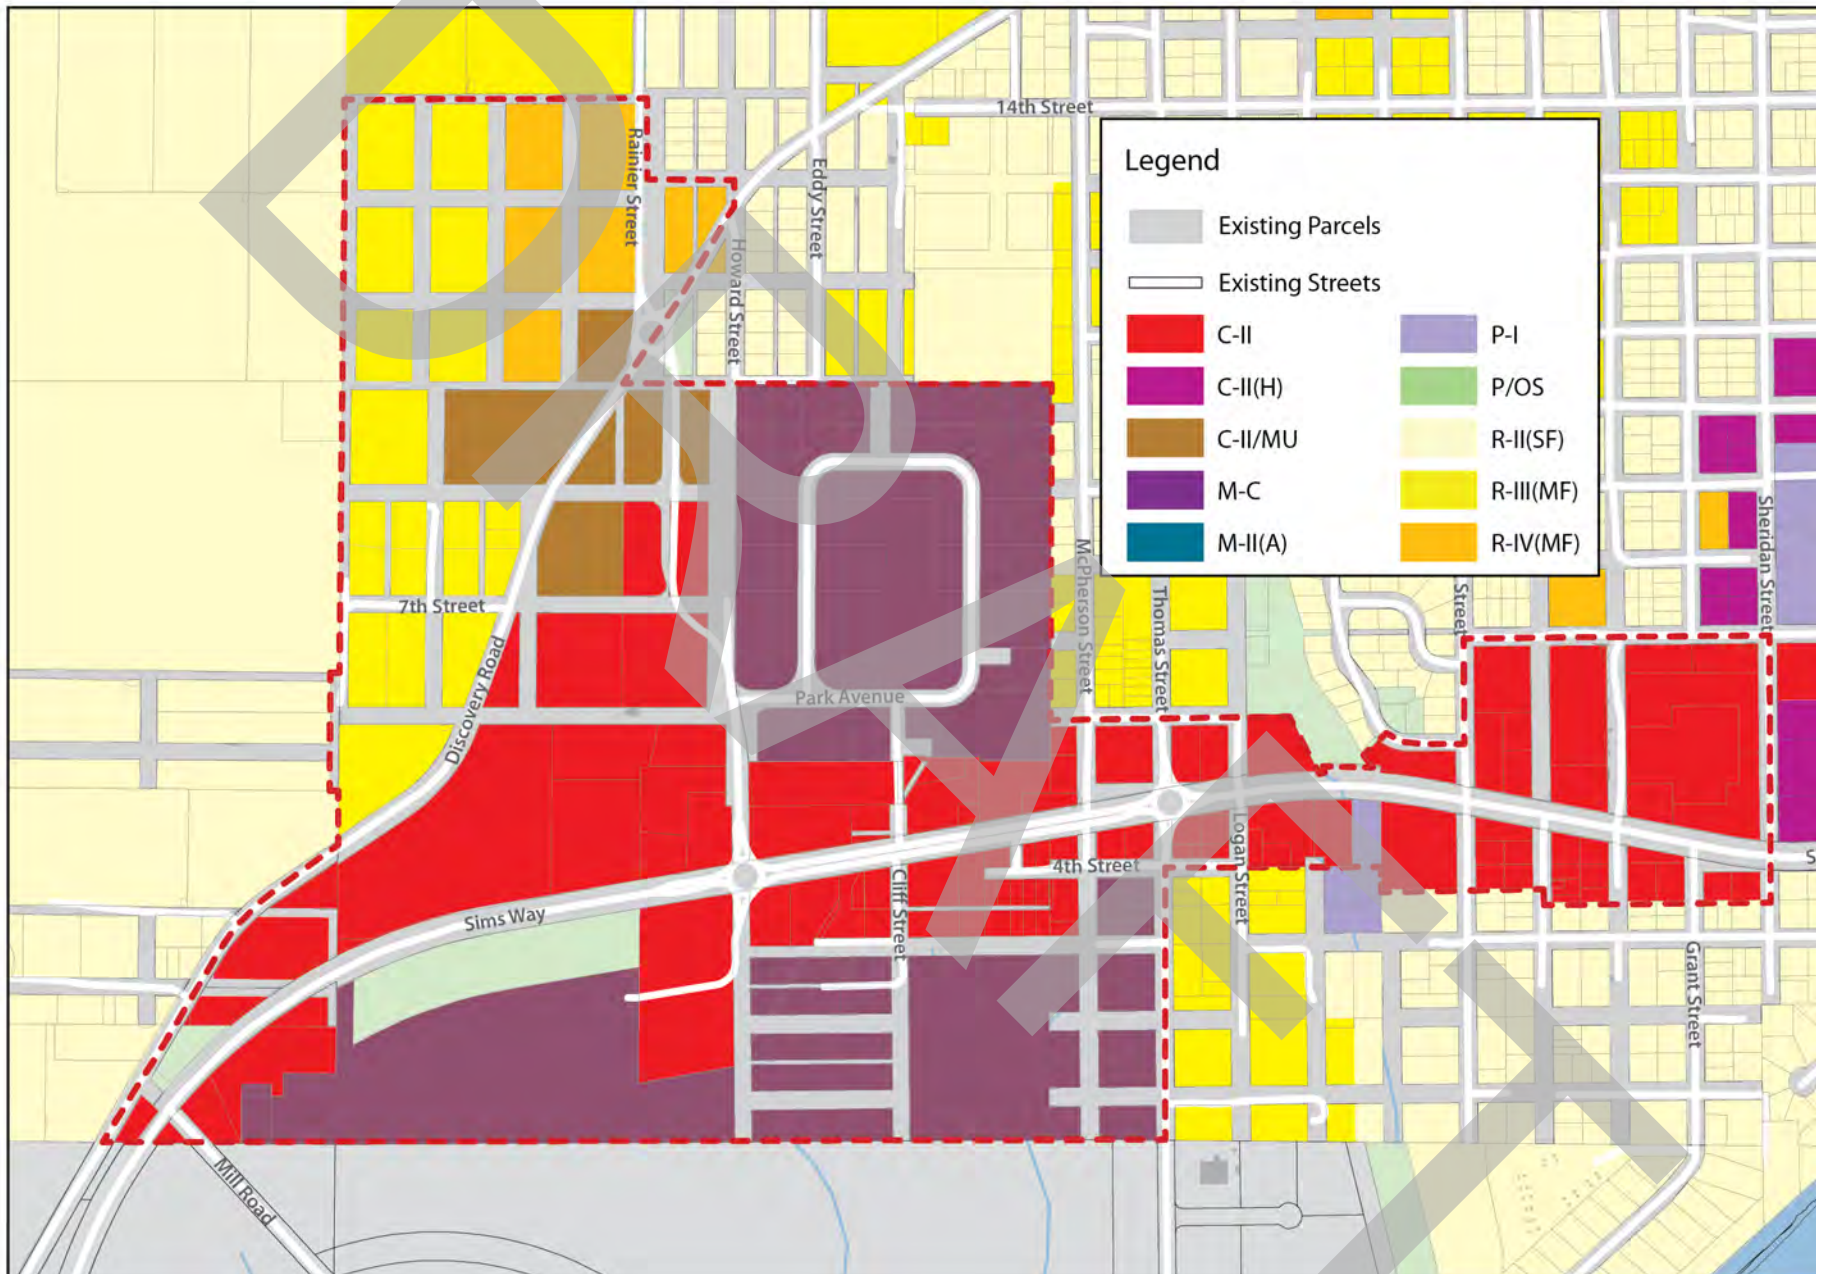 14th Street
Rainier Street
Eddy Street
Howard Street
Legend
Existing Parcels
Existing Streets
C-II
P-I
C-II(H)
P/OS
C-II/MU
R-II(SF)
M-C
R-III(MF)
M-II(A)
R-IV(MF)
Sheridan Street
McPherson Street
Thomas Street
Street
7th Street
Discovery Road
Park Avenue
Logan Street
4th Street
Cliff Street
Sims Way
S
Grant Street
Mill Road
DRAFT